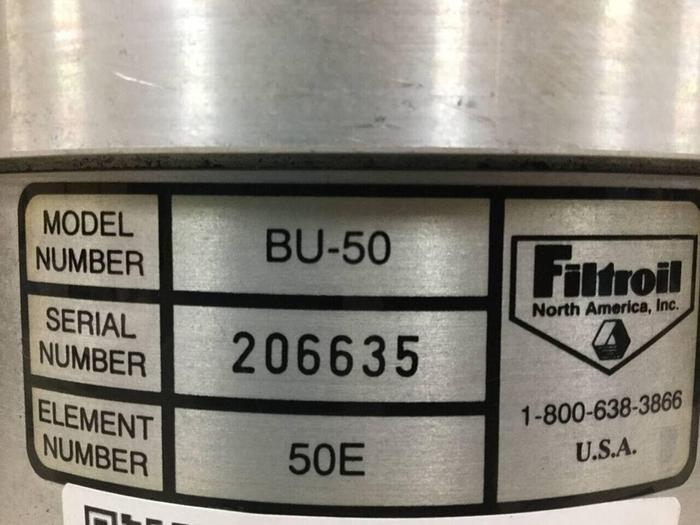 MODEL
NUMBER
BU-50
SERIAL
NUMBER
206635
ELEMENT
NUMBER
50E
Filtroil
North America, Inc.
1-800-638-3866
U.S.A.